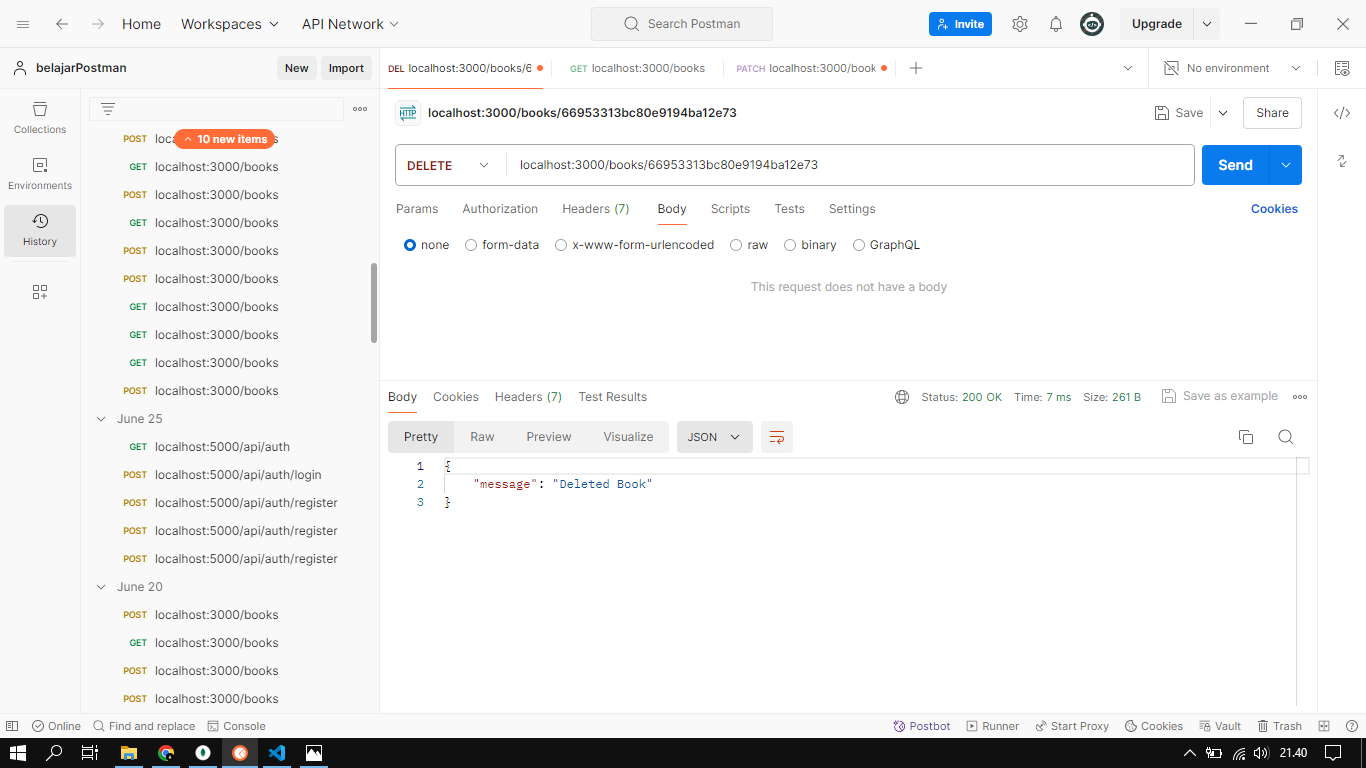 Home Workspaces API Network Search Postman Invite Upgrade
belajarPostman New Import
DEL localhost:3000/books/6 GET localhost:3000/books PATCH localhost:3000/book No environment
HTTP localhost:3000/books/66953313bc80e9194ba12e73 Save Share
DELETE localhost:3000/books/66953313bc80e9194ba12e73 Send
Params Authorization Headers (7) Body Scripts Tests Settings Cookies
none form-data x-www-form-urlencoded raw binary GraphQL
This request does not have a body
Collections
Environments
History
10 new items
POST loc s
GET localhost:3000/books
POST localhost:3000/books
GET localhost:3000/books
POST localhost:3000/books
POST localhost:3000/books
GET localhost:3000/books
GET localhost:3000/books
GET localhost:3000/books
POST localhost:3000/books
June 25
GET localhost:5000/api/auth
POST localhost:5000/api/auth/login
POST localhost:5000/api/auth/register
POST localhost:5000/api/auth/register
POST localhost:5000/api/auth/register
June 20
POST localhost:3000/books
GET localhost:3000/books
POST localhost:3000/books
POST localhost:3000/books
Body Cookies Headers (7) Test Results Status: 200 OK Time: 7 ms Size: 261 B Save as example
Pretty Raw Preview Visualize JSON
1 {
2 "message": "Deleted Book"
3 }
Online Find and replace Console Postbot Runner Start Proxy Cookies Vault Trash
21.40